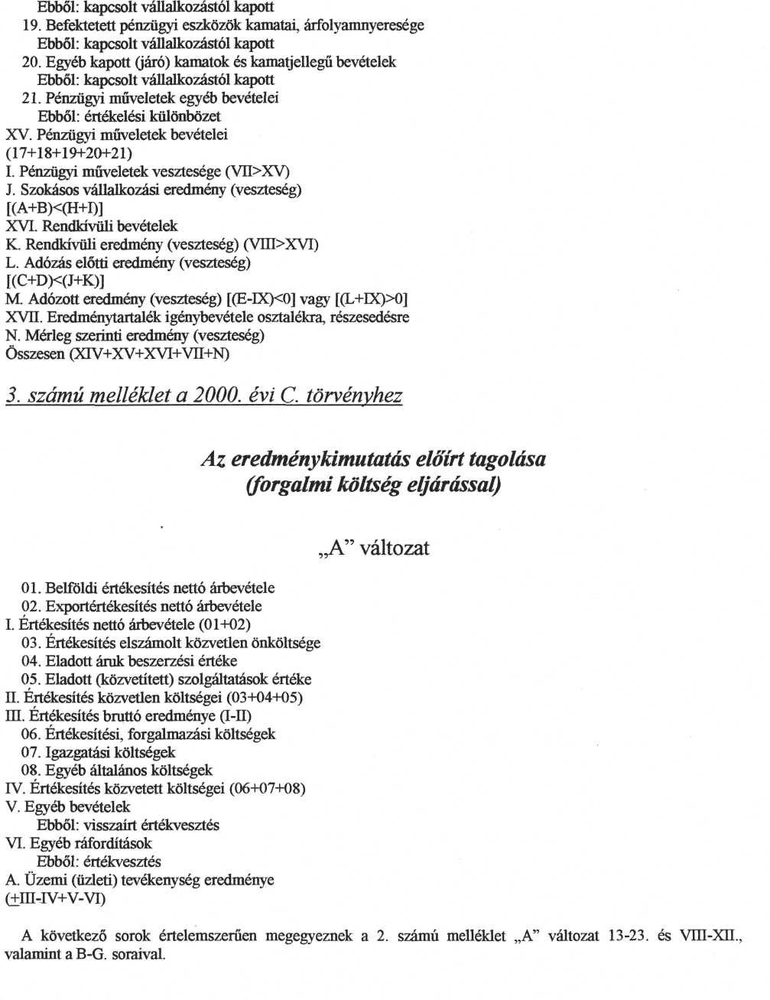 Ebből: kapcsolt vállalkozástól kapott
19. Befektetett pénzügyi eszközök kamatai, árfolyamnyeresége
Ebből: kapcsolt vállalkozástól kapott
20. Egyéb kapott (járó) kamatok és kamatjellegű bevételek
Ebből: kapcsolt vállalkozástól kapott
21. Pénzügyi műveletek egyéb bevételei
Ebből: értékelési különbözet
XV. Pénzügyi műveletek bevételei
(17+18+19+20+21)
I. Pénzügyi műveletek vesztesége (VII>XV)
J. Szokásos vállalkozási eredmény (veszteség)
[(A+B)<(H+I)]
XVI. Rendkívüli bevételek
K. Rendkívüli eredmény (veszteség) (VIII>XVI)
L. Adózás előtti eredmény (veszteség)
[(C+D)<(J+K)]
M. Adózott eredmény (veszteség) [(E-IX)<0] vagy [(L+IX)>0]
XVII. Eredménytartalék igénybevétele osztalékra, részesedésre
N. Mérleg szerinti eredmény (veszteség)
Összesen (XIV+XV+XVI+VII+N)
3. számú melléklet a 2000. évi C. törvényhez
Az eredménykimutatás előírt tagolása
(forgalmi költség eljárással)
„A” változat
01. Belföldi értékesítés nettó árbevétele
02. Exportértékesítés nettó árbevétele
I. Értékesítés nettó árbevétele (01+02)
03. Értékesítés elszámolt közvetlen önköltsége
04. Eladott áruk beszerzési értéke
05. Eladott (közvetített) szolgáltatások értéke
II. Értékesítés közvetlen költségei (03+04+05)
III. Értékesítés bruttó eredménye (I-II)
06. Értékesítési, forgalmazási költségek
07. Igazgatási költségek
08. Egyéb általános költségek
IV. Értékesítés közvetett költségei (06+07+08)
V. Egyéb bevételek
Ebből: visszaírt értékvesztés
VI. Egyéb ráfordítások
Ebből: értékvesztés
A. Üzemi (üzleti) tevékenység eredménye
(±III-IV+V-VI)
A következő sorok értelemszerűen megegyeznek a 2. számú melléklet „A” változat 13-23. és VIII-XII.,
valamint a B-G. soraival.